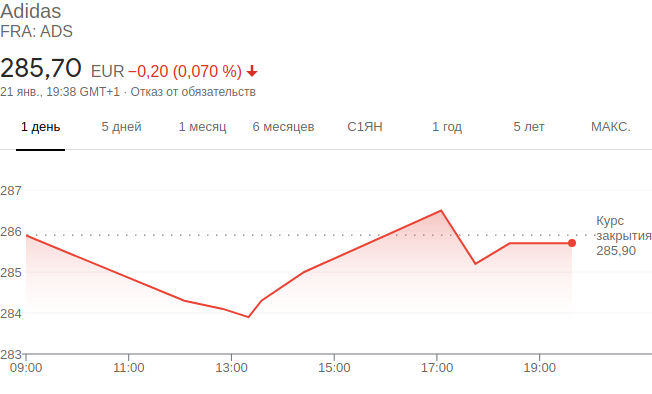 Adidas
FRA: ADS
285,70 EUR −0,20 (0,070 %)
21 янв., 19:38 GMT+1 · Отказ от обязательств
1 день 5 дней 1 месяц 6 месяцев С1ЯН 1 год 5 лет МАКС.
287
286
285
284
283
Курс
закрытия
285,90
09:00 11:00 13:00 15:00 17:00 19:00